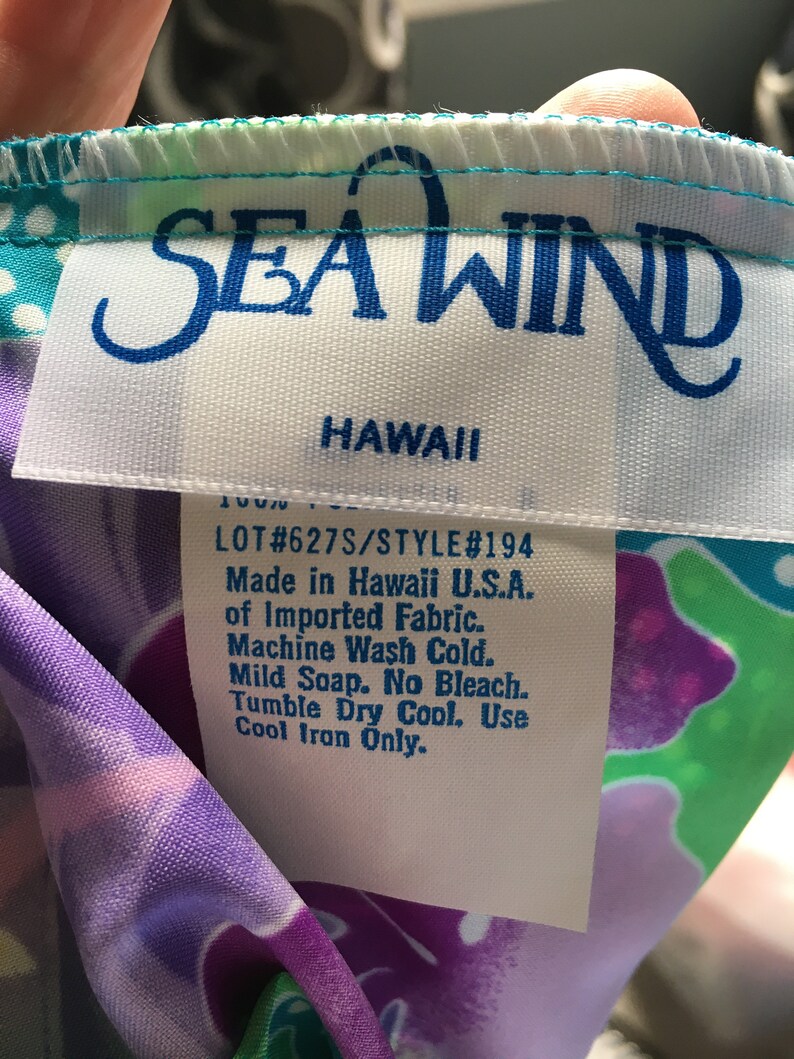 SEA WIND
HAWAII
100%
LOT#627S/STYLE#194
Made in Hawaii U.S.A.
of Imported Fabric.
Machine Wash Cold.
Mild Soap. No Bleach.
Tumble Dry Cool. Use
Cool Iron Only.